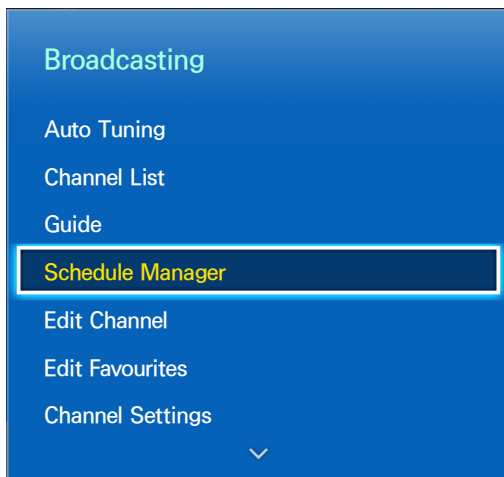 Broadcasting
Auto Tuning
Channel List
Guide
Schedule Manager
Edit Channel
Edit Favourites
Channel Settings